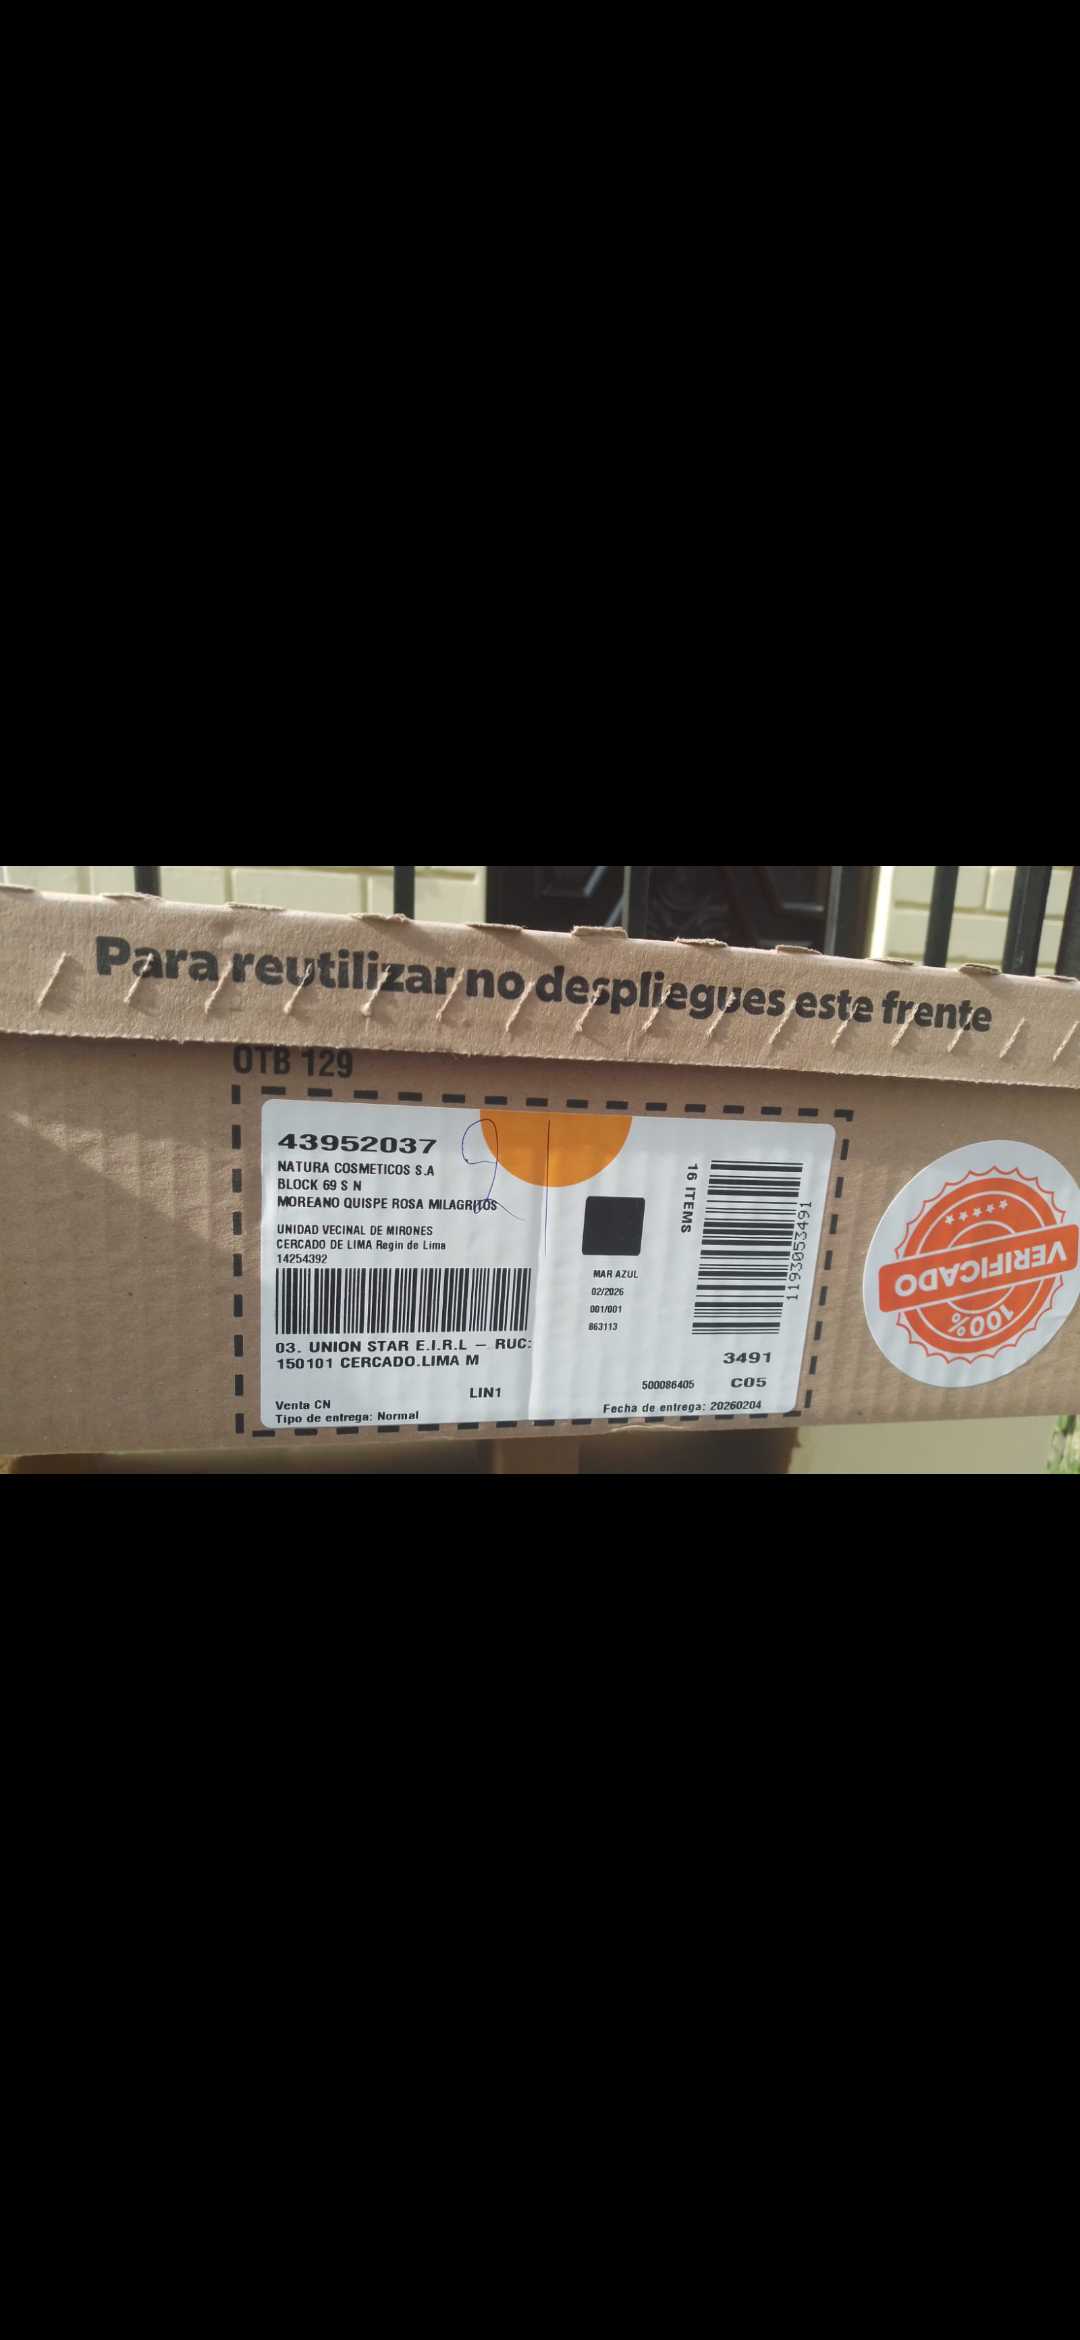 Para reutilizar no despliegues este frente
OTB 129
43952037
NATURA COSMETICOS S.A
BLOCK 69 S N
MOREANO QUISPE ROSA MILAGRITOS
UNIDAD VECINAL DE MIRONES
CERCADO DE LIMA Regin de Lima
14254392
03. UNION STAR E.I.R.L – RUC:
150101 CERCADO.LIMA M
LIN1
Venta CN
Tipo de entrega: Normal
MAR AZUL
02/2026
001/001
863113
16 ITEMS
1193053491
3491
500086405 C05
Fecha de entrega: 20260204
VERIFICADO
100%